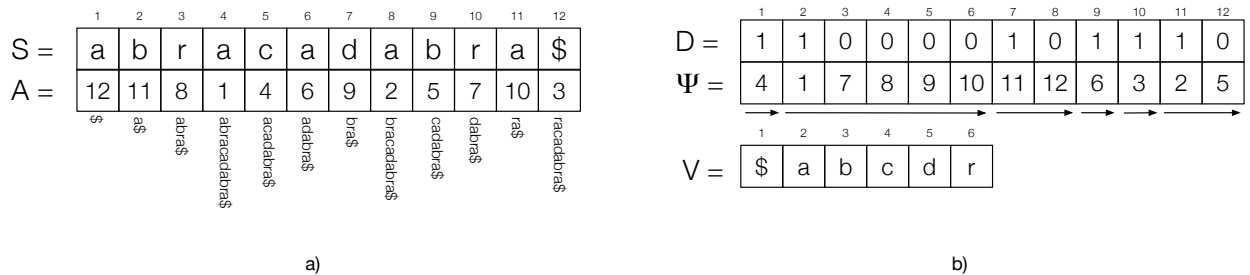 1 2 3 4 5 6 7 8 9 10 11 12
S = a b r a c a d a b r a $
A = 12 11 8 1 4 6 9 2 5 7 10 3
$ a$ abra$ abracadabra$ acadabra$ adabra$ bra$ bracadabra$ cadabra$ dabra$ ra$ racadabra$
a)
1 2 3 4 5 6 7 8 9 10 11 12
D = 1 1 0 0 0 0 1 0 1 1 1 0
Ψ = 4 1 7 8 9 10 11 12 6 3 2 5
1 2 3 4 5 6
V = $ a b c d r
b)